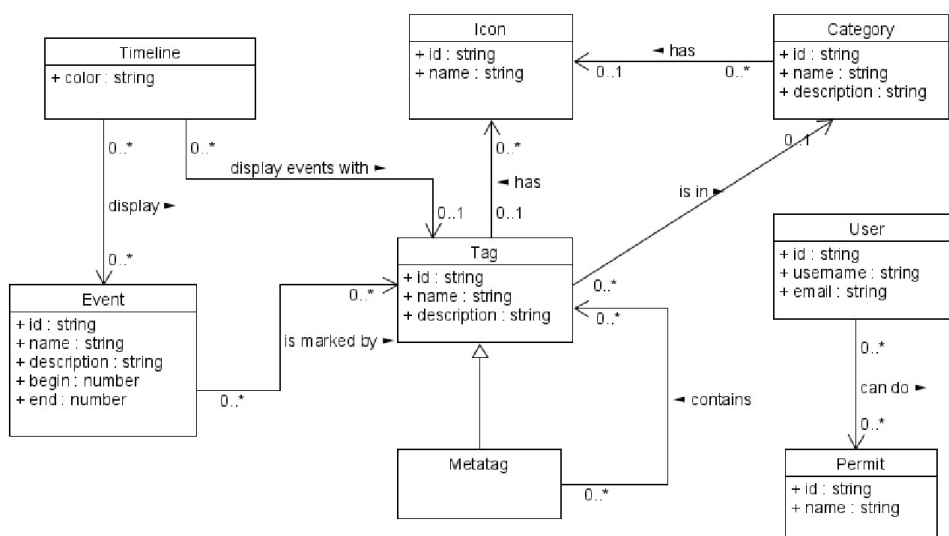 Timeline
+ color : string
Icon
+ id : string
+ name : string
Category
+ id : string
+ name : string
+ description : string
◄ has
0..1
0..*
0..*
0..*
display events with ►
0..*
◄ has
0..1
0..1
0..1
is in ►
display ►
0..*
Event
+ id : string
+ name : string
+ description : string
+ begin : number
+ end : number
0..*
is marked by ►
0..*
Tag
+ id : string
+ name : string
+ description : string
0..*
0..*
◄ contains
Metatag
0..*
User
+ id : string
+ username : string
+ email : string
0..*
can do ►
0..*
Permit
+ id : string
+ name : string